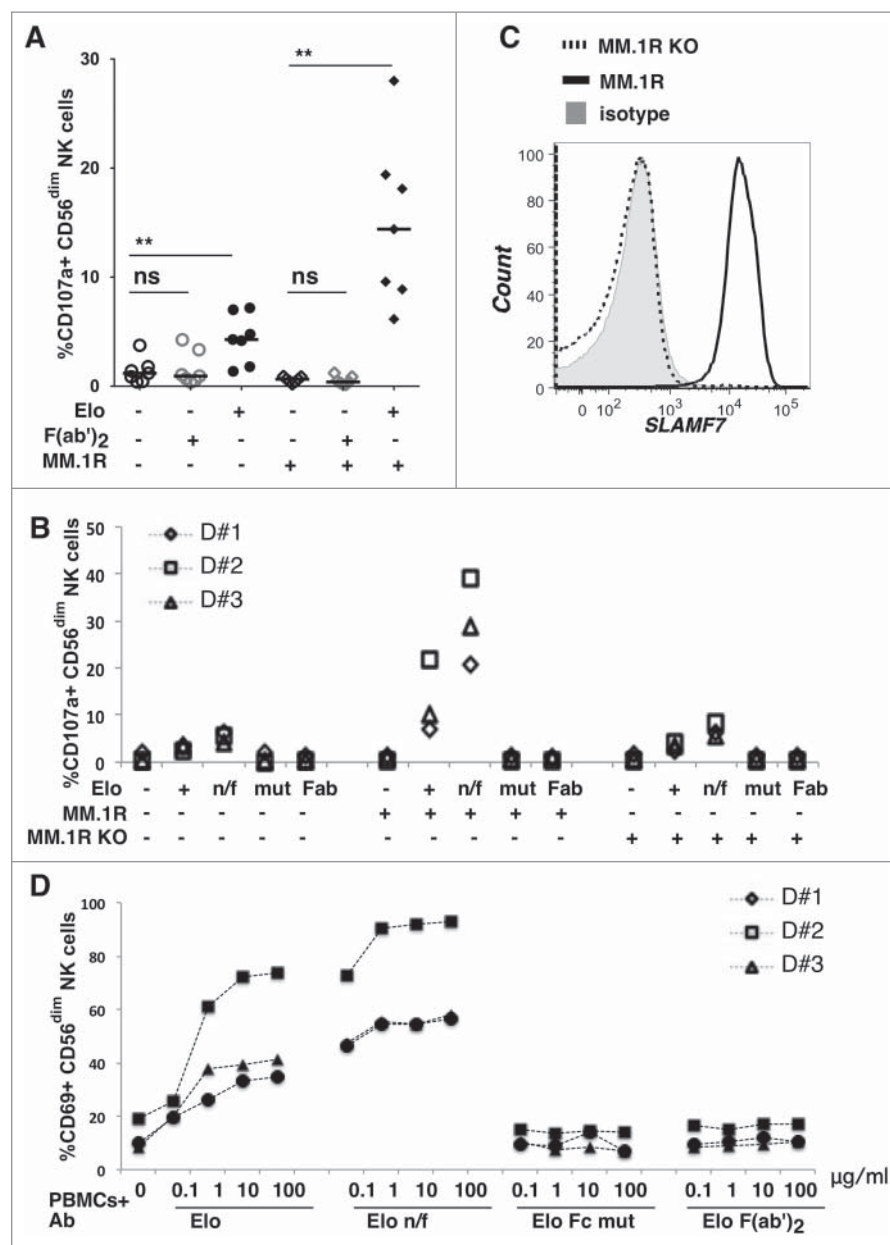 A
%CD107a+ CD56dim NK cells
30
20
10
0
**
ns
**
ns
Elo - - + - - +
F(ab')2 - + - - + -
MM.1R - - - + + +
C
MM.1R KO
MM.1R
isotype
Count
100
80
60
40
20
0
0 10² 10³ 10⁴ 10⁵
SLAMF7
B
%CD107a+ CD56dim NK cells
50
40
30
20
10
0
D#1
D#2
D#3
Elo - + n/f mut Fab - + n/f mut Fab - + n/f mut Fab
MM.1R - - - - - + + + + + - - - - -
MM.1R KO - - - - - - - - - - + + + + +
D
%CD69+ CD56dim NK cells
100
80
60
40
20
0
D#1
D#2
D#3
0 0.1 1 10 100 0.1 1 10 100 0.1 1 10 100 0.1 1 10 100 µg/ml
PBMCs+
Ab Elo Elo n/f Elo Fc mut Elo F(ab')2